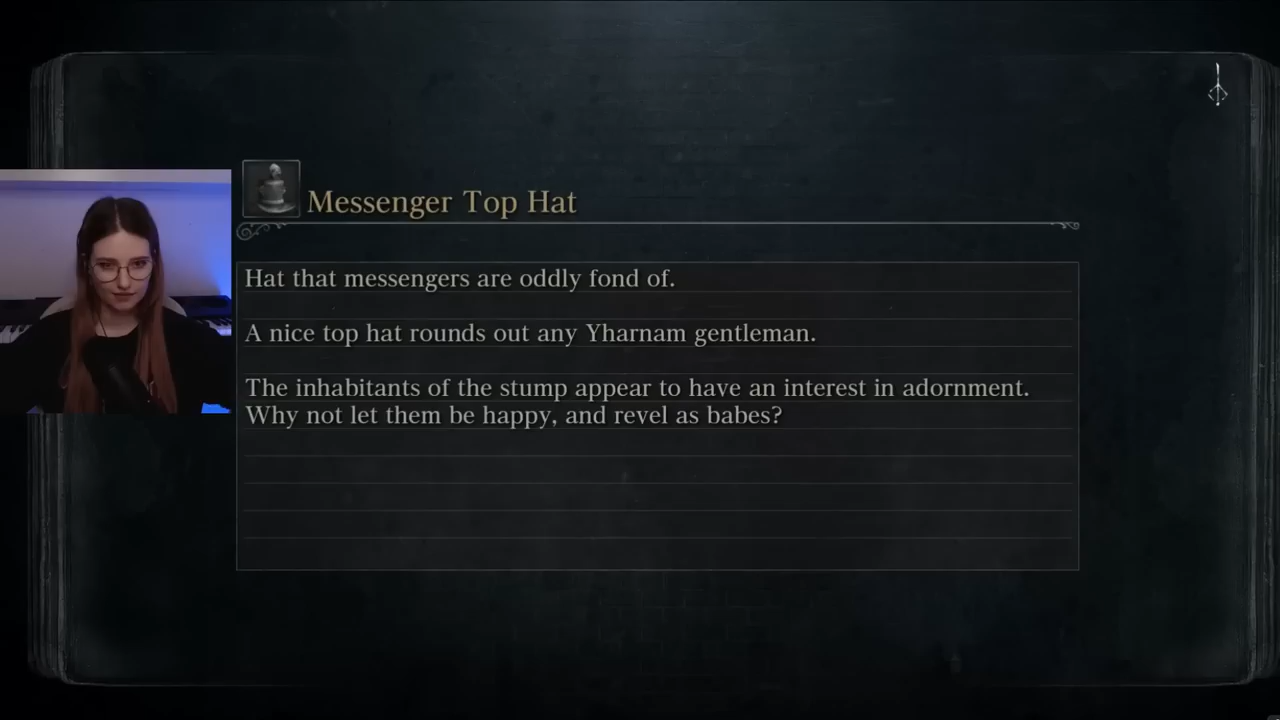 Messenger Top Hat
Hat that messengers are oddly fond of.
A nice top hat rounds out any Yharnam gentleman.
The inhabitants of the stump appear to have an interest in adornment.
Why not let them be happy, and revel as babes?